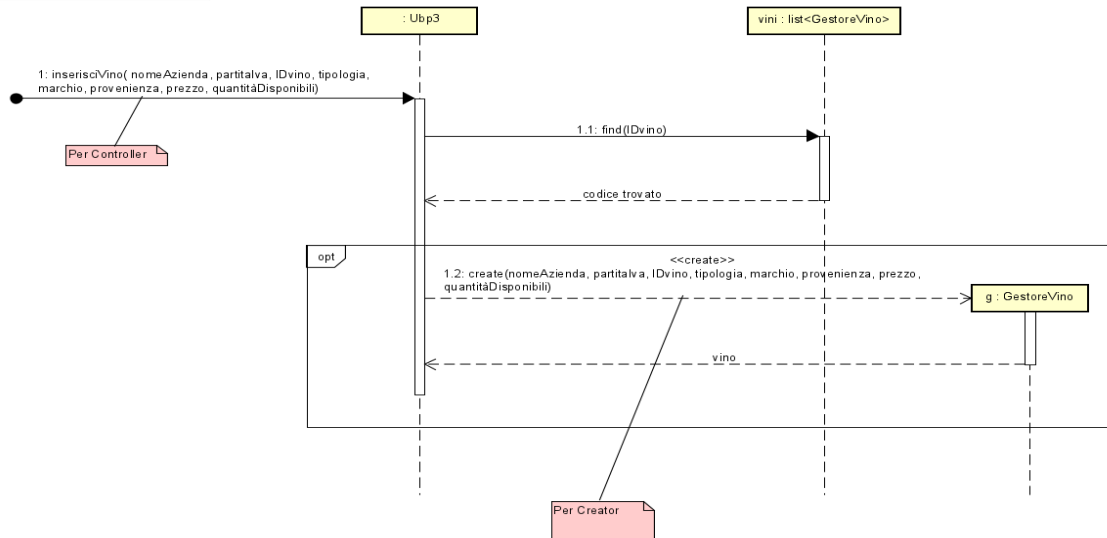 : Ubp3
vini : list<GestoreVino>
1: inserisciVino( nomeAzienda, partitaIva, IDvino, tipologia,
marchio, provenienza, prezzo, quantitàDisponibili)
Per Controller
1.1: find(IDvino)
codice trovato
opt
<<create>>
1.2: create(nomeAzienda, partitaIva, IDvino, tipologia, marchio, provenienza, prezzo,
quantitàDisponibili)
g : GestoreVino
vino
Per Creator